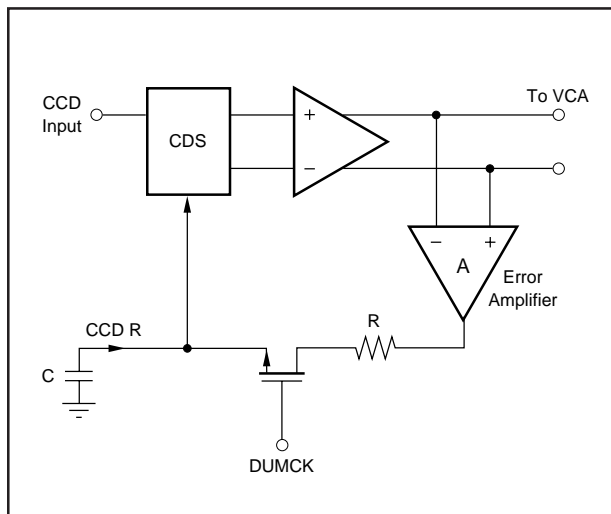 CCD
Input
CDS
+
−
To VCA
−
+
A
Error
Amplifier
R
CCD R
C
DUMCK